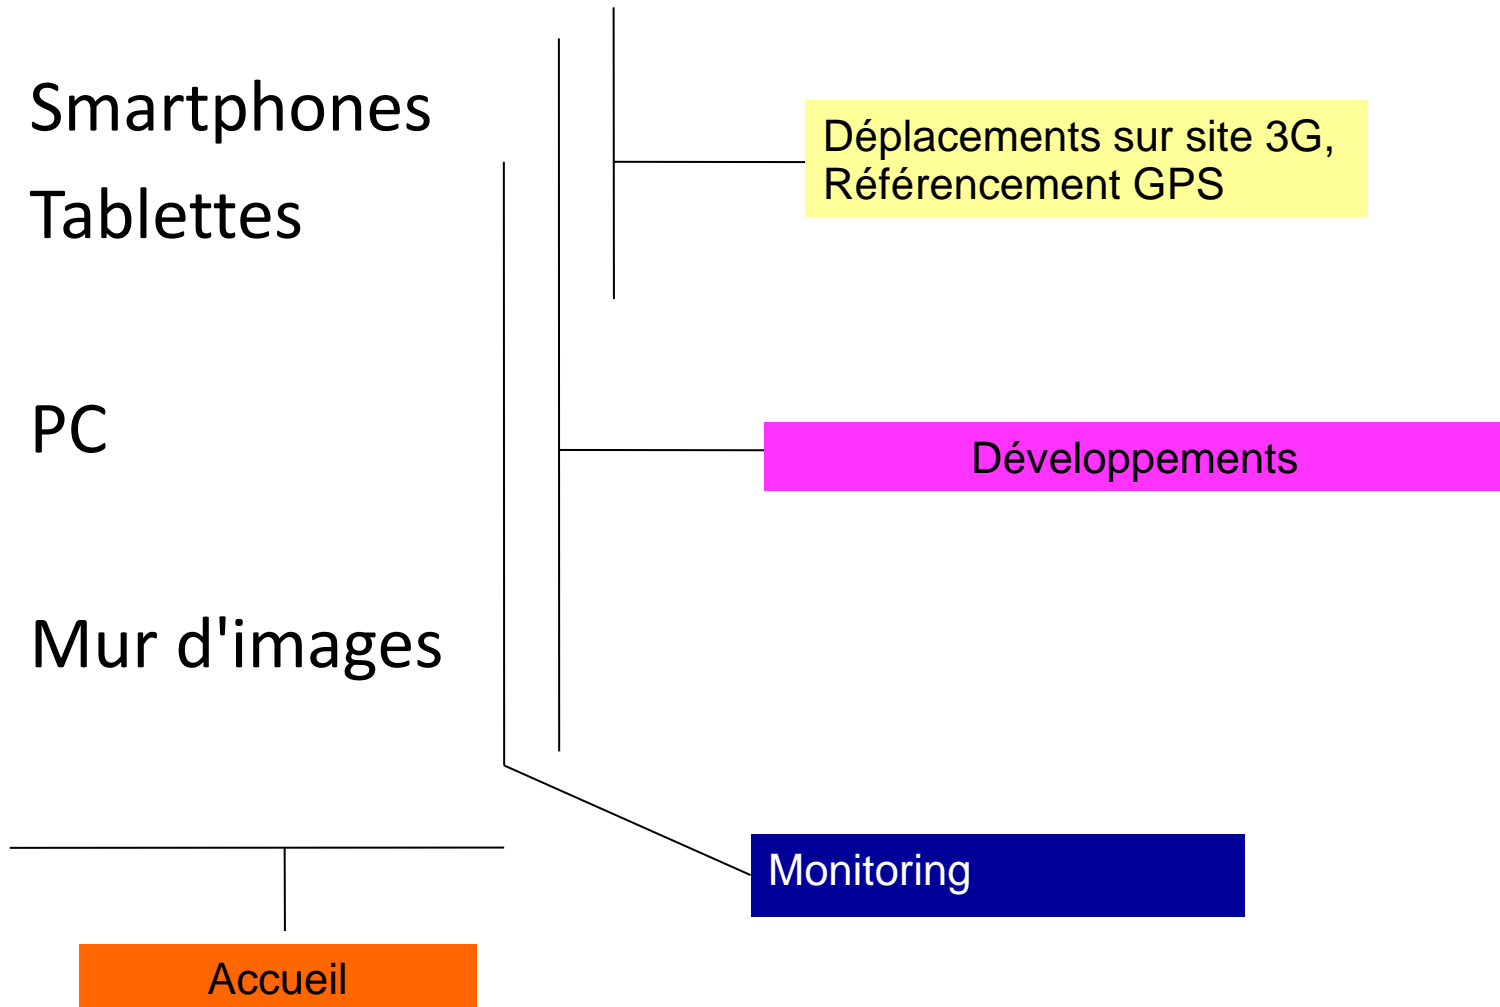 Smartphones
Tablettes
PC
Mur d'images
Déplacements sur site 3G,
Référencement GPS
Développements
Monitoring
Accueil